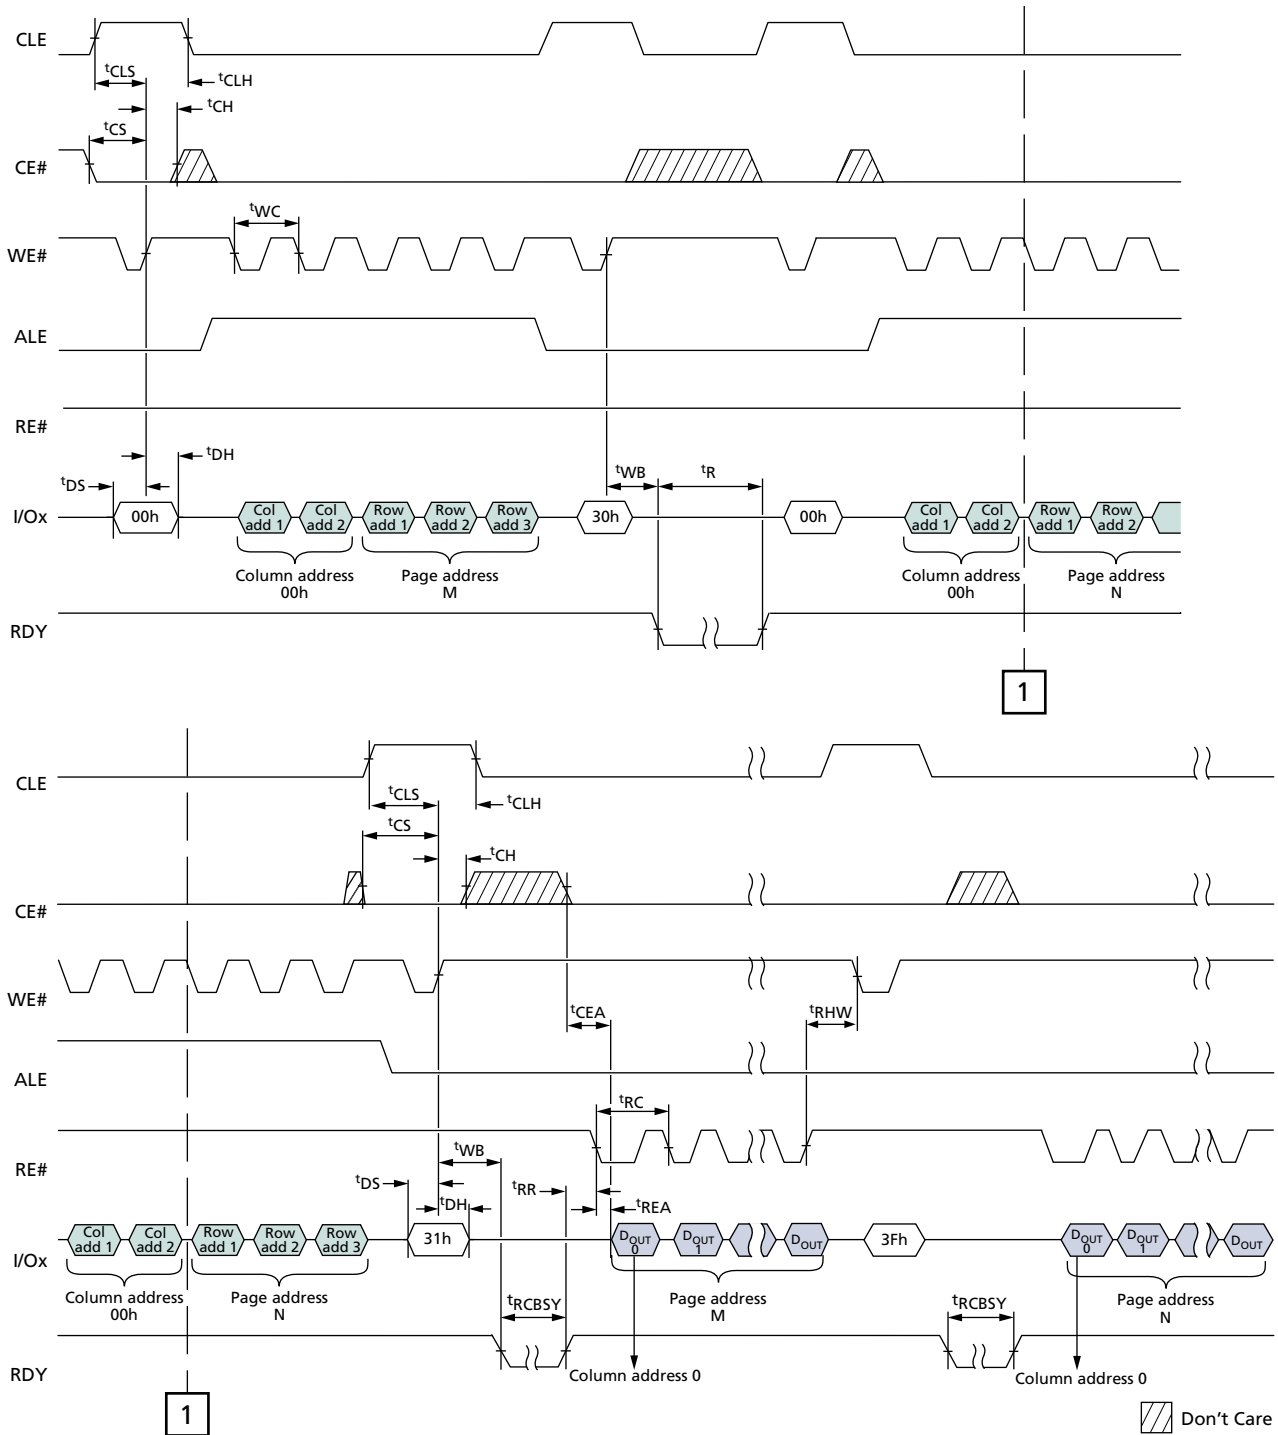 CLE
tCLS
tCLH
tCH
tCS
CE#
tWC
WE#
ALE
RE#
tDH
tDS
tWB
tR
I/Ox
00h
Col add 1
Col add 2
Row add 1
Row add 2
Row add 3
30h
00h
Col add 1
Col add 2
Row add 1
Row add 2
Column address
00h
Page address
M
Column address
00h
Page address
N
RDY
1
CLE
tCLS
tCLH
tCS
tCH
CE#
WE#
tCEA
tRHW
ALE
tRC
RE#
tWB
tDS
tRR
tDH
tREA
I/Ox
Col add 1
Col add 2
Row add 1
Row add 2
Row add 3
31h
DOUT 0
DOUT 1
DOUT
3Fh
DOUT 0
DOUT 1
DOUT
Column address
00h
Page address
N
Page address
M
Page address
N
tRCBSY
tRCBSY
RDY
Column address 0
Column address 0
1
Don't Care